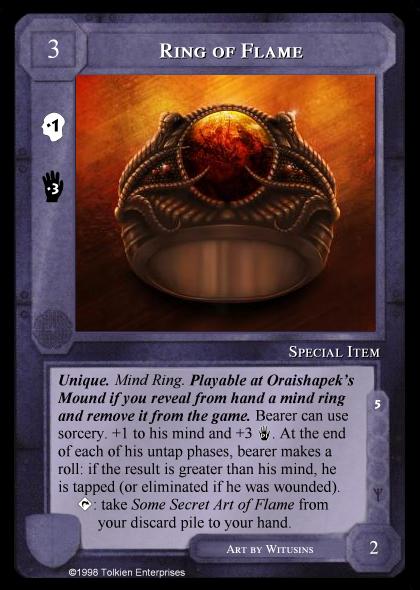 3
RING OF FLAME
+1
+3
SPECIAL ITEM
Unique. Mind Ring. Playable at Oraishapek's
Mound if you reveal from hand a mind ring
and remove it from the game. Bearer can use
sorcery. +1 to his mind and +3 . At the end
of each of his untap phases, bearer makes a
roll: if the result is greater than his mind, he
is tapped (or eliminated if he was wounded).
: take Some Secret Art of Flame from
your discard pile to your hand.
5
ART BY WITUSINS
2
©1998 Tolkien Enterprises